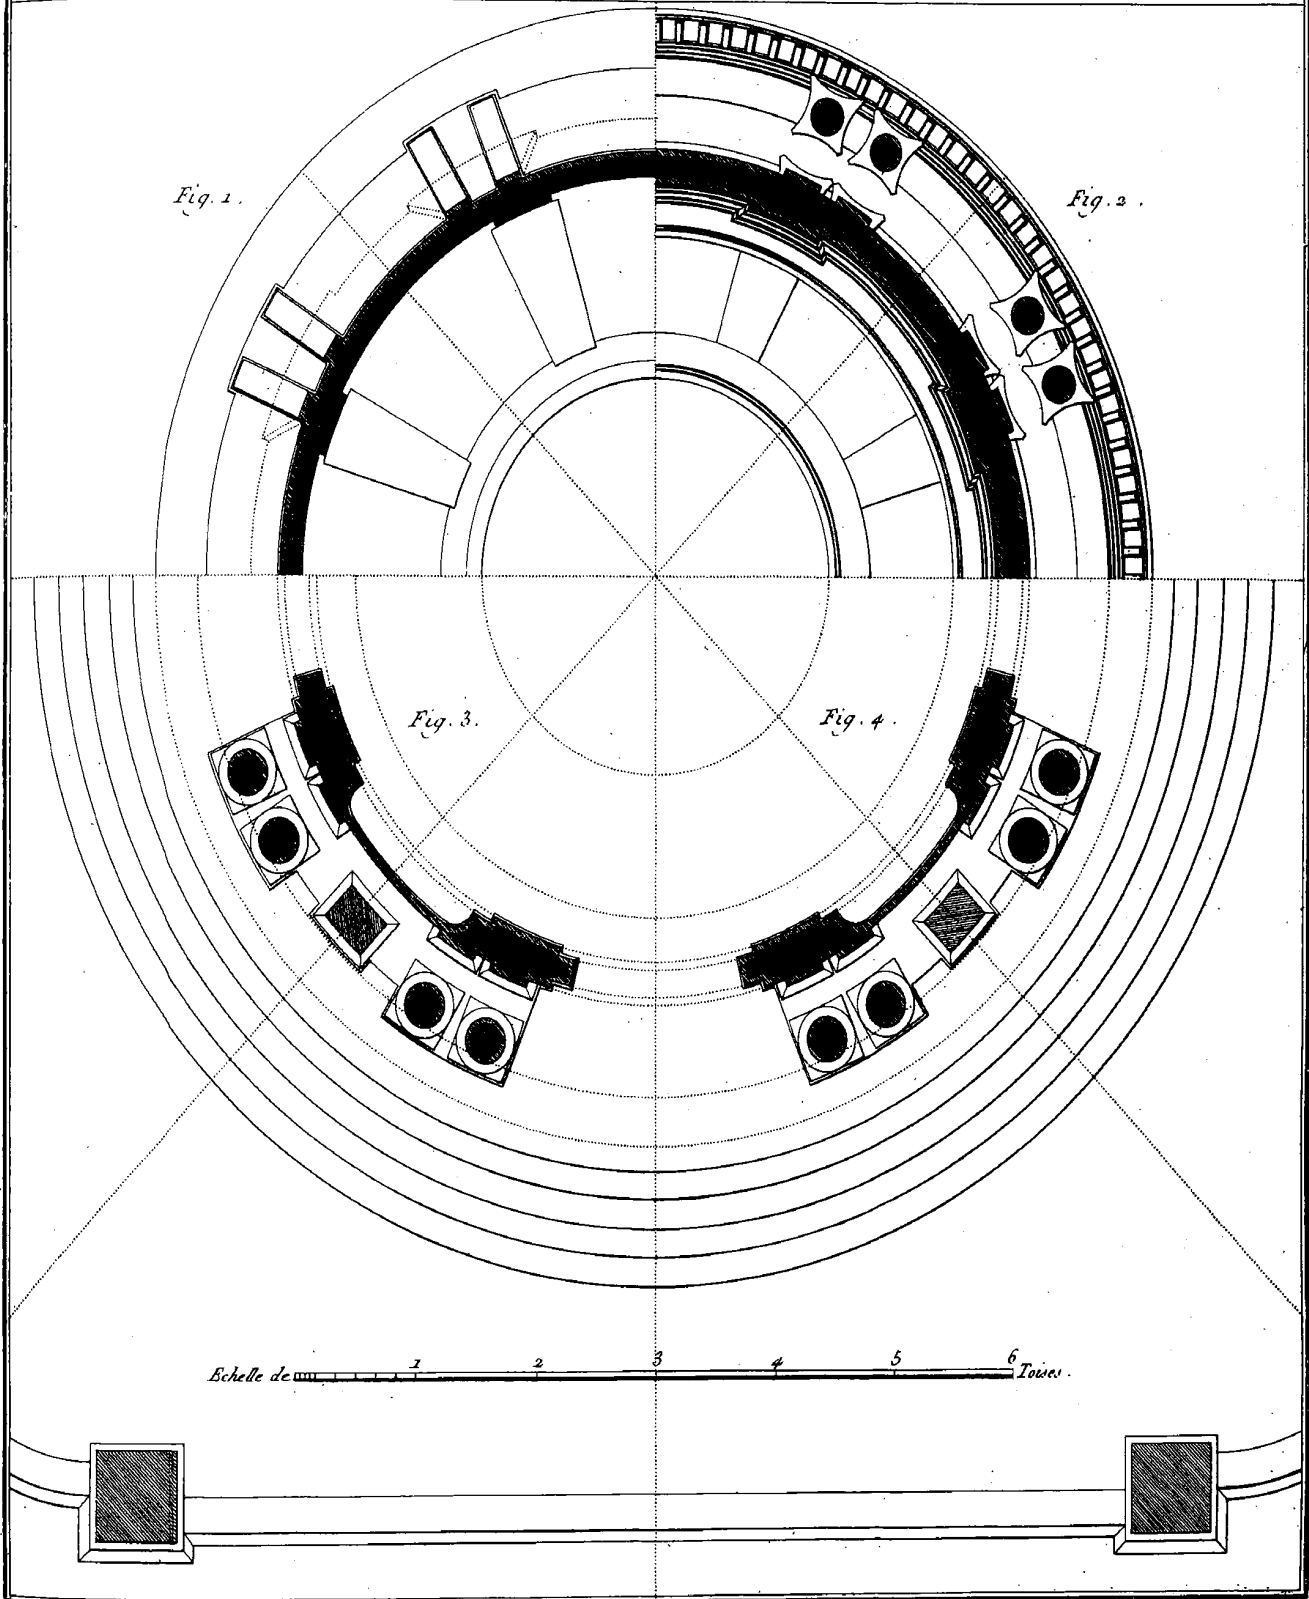 Fig. 1.
Fig. 2.
Fig. 3.
Fig. 4.
1 2 3 4 5 6
Echelle de Toises.